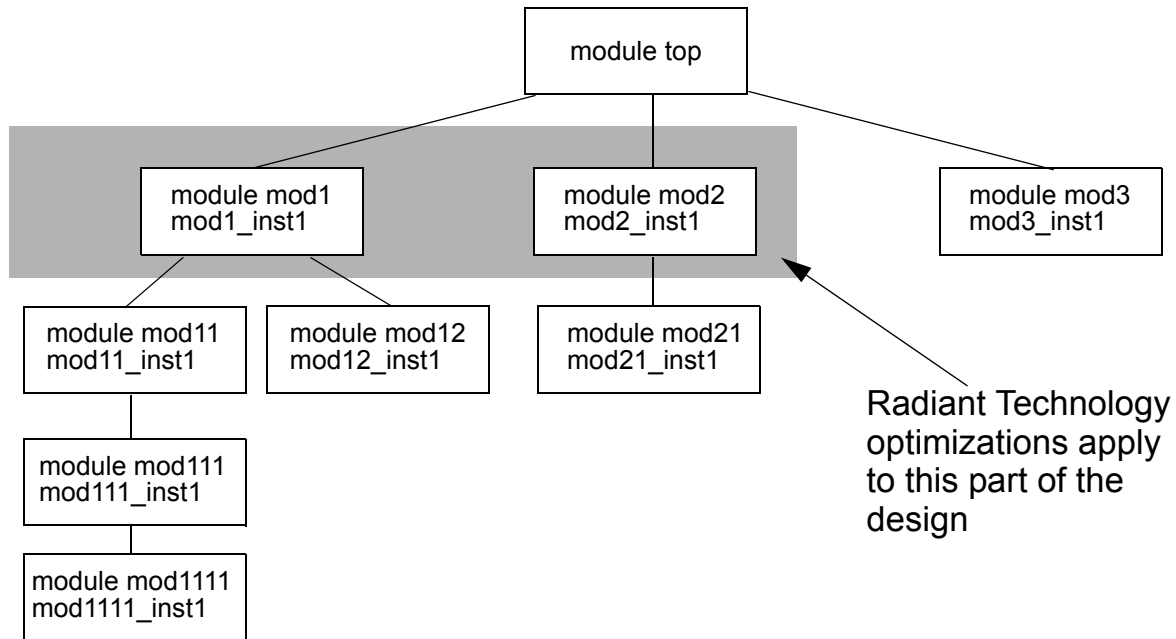 module top
module mod1
mod1_inst1
module mod2
mod2_inst1
module mod3
mod3_inst1
module mod11
mod11_inst1
module mod12
mod12_inst1
module mod21
mod21_inst1
Radiant Technology
optimizations apply
to this part of the
design
module mod111
mod111_inst1
module mod1111
mod1111_inst1